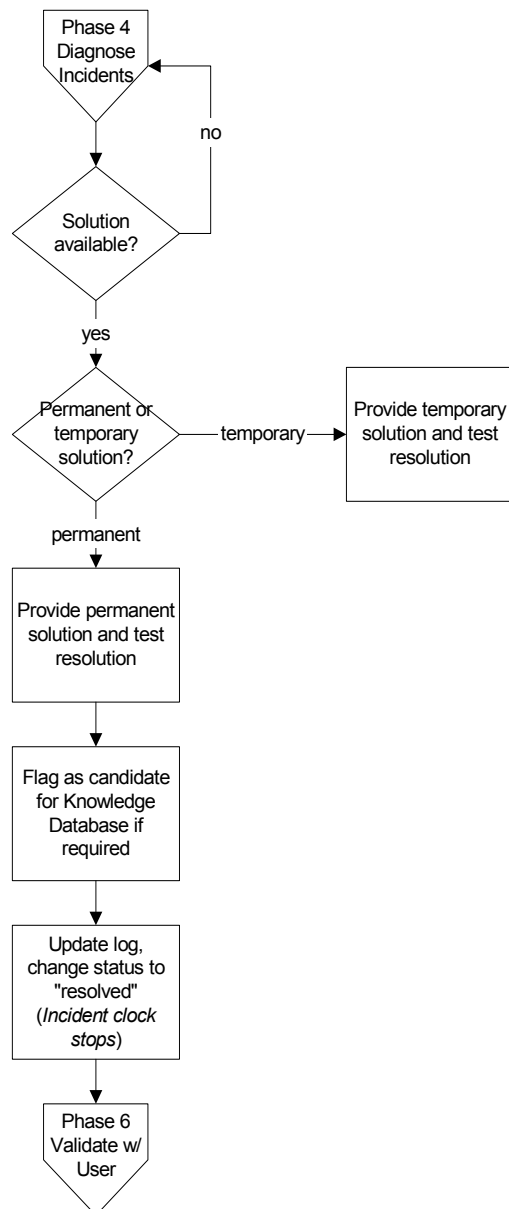 Phase 4
Diagnose
Incidents
no
Solution
available?
yes
Permanent or
temporary
solution?
temporary
Provide temporary
solution and test
resolution
permanent
Provide permanent
solution and test
resolution
Flag as candidate
for Knowledge
Database if
required
Update log,
change status to
"resolved"
(Incident clock
stops)
Phase 6
Validate w/
User